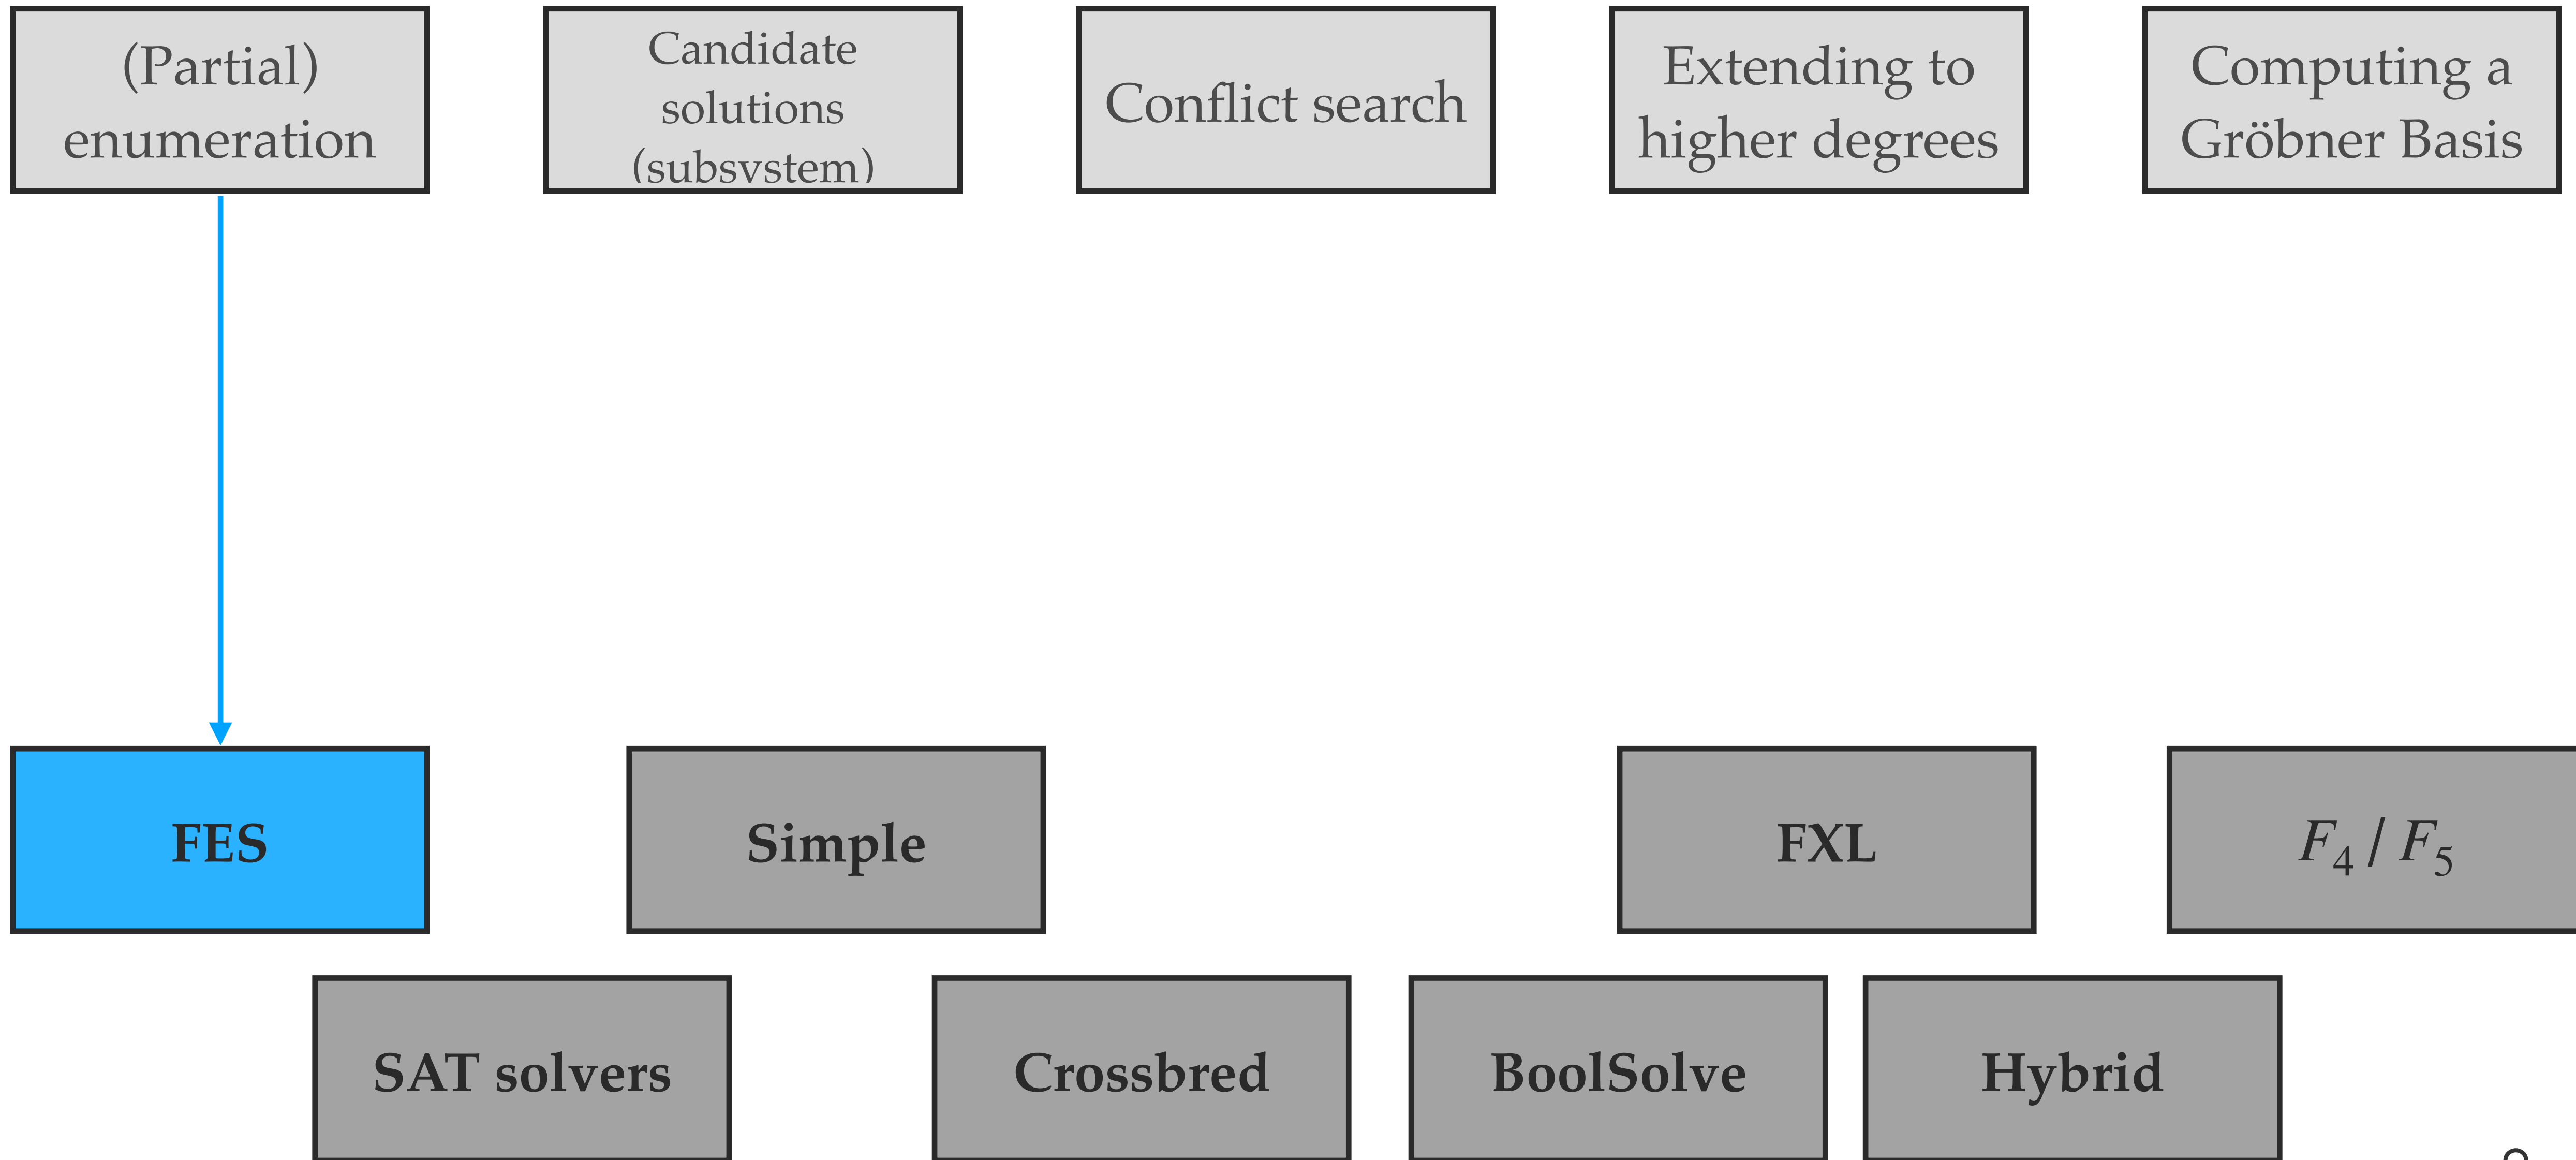 (Partial)
enumeration
Candidate
solutions
(subsystem)
Conflict search
Extending to
higher degrees
Computing a
Gröbner Basis
FES
Simple
FXL
F₄ / F₅
SAT solvers
Crossbred
BoolSolve
Hybrid